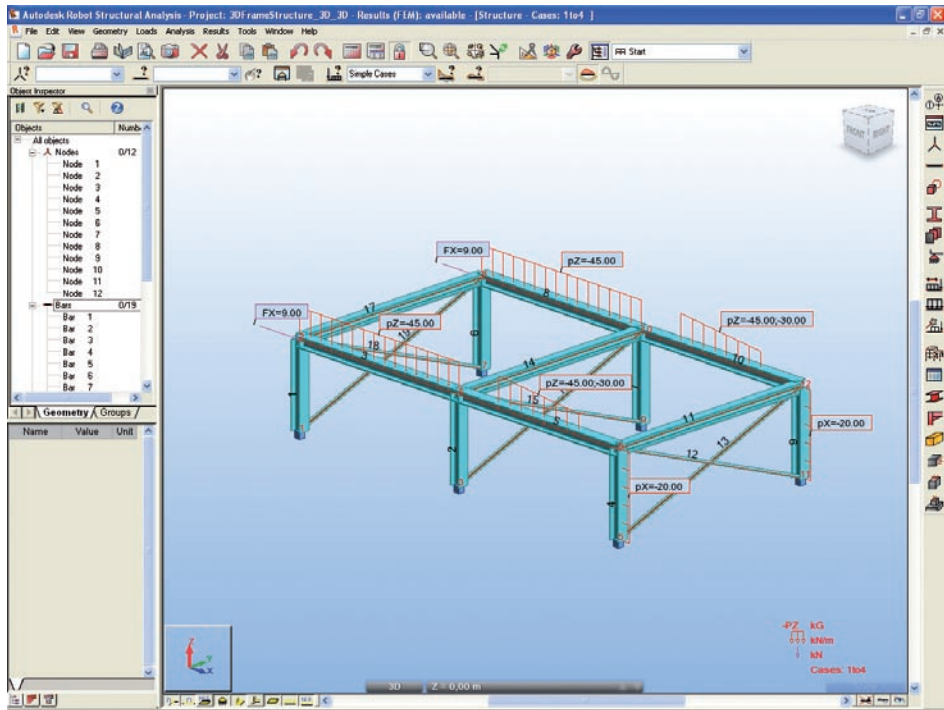 Autodesk Robot Structural Analysis - Project: 3DFrameStructure_3D_3D - Results (FEM): available - [Structure - Cases: 1to4 ]
File Edit View Geometry Loads Analysis Results Tools Window Help
Start
Simple Cases
Object Inspector
Objects Numb
All objects
Nodes 0/12
Node 1
Node 2
Node 3
Node 4
Node 5
Node 6
Node 7
Node 8
Node 9
Node 10
Node 11
Node 12
Bars 0/19
Bar 1
Bar 2
Bar 3
Bar 4
Bar 5
Bar 6
Bar 7
Geometry Groups
Name Value Unit
FRONT RIGHT
FX=9.00
pZ=-45.00
8
17
FX=9.00
pZ=-45.00
19
6
pZ=-45.00;-30.00
18
3
10
14
pZ=-45.00;-30.00
15
1
5
11
pX=-20.00
2
13
9
12
pX=-20.00
4
-PZ kG
kN/m
kN
Cases: 1to4
Z
Y
X
3D Z = 0,00 m